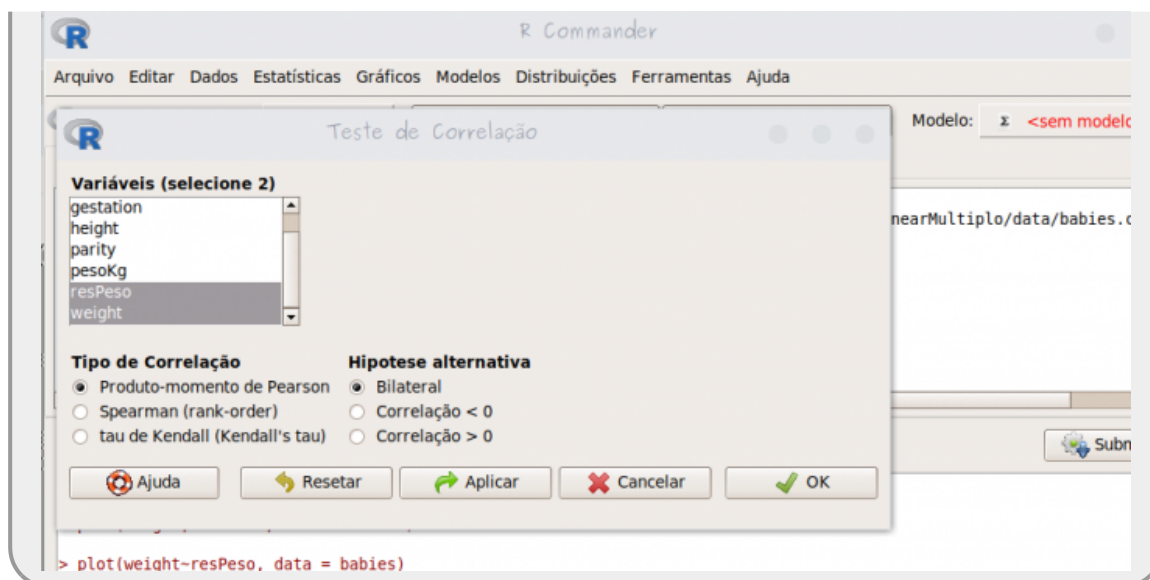 R Commander
Arquivo Editar Dados Estatísticas Gráficos Modelos Distribuições Ferramentas Ajuda
Teste de Correlação
Modelo: Σ <sem modelo
Variáveis (selecione 2)
gestation
height
parity
pesoKg
resPeso
weight
nearMultiplo/data/babies.c
Tipo de Correlação
Produto-momento de Pearson
Spearman (rank-order)
tau de Kendall (Kendall's tau)
Hipotese alternativa
Bilateral
Correlação < 0
Correlação > 0
Subm
Ajuda Resetar Aplicar Cancelar OK
> plot(weight~resPeso, data = babies)